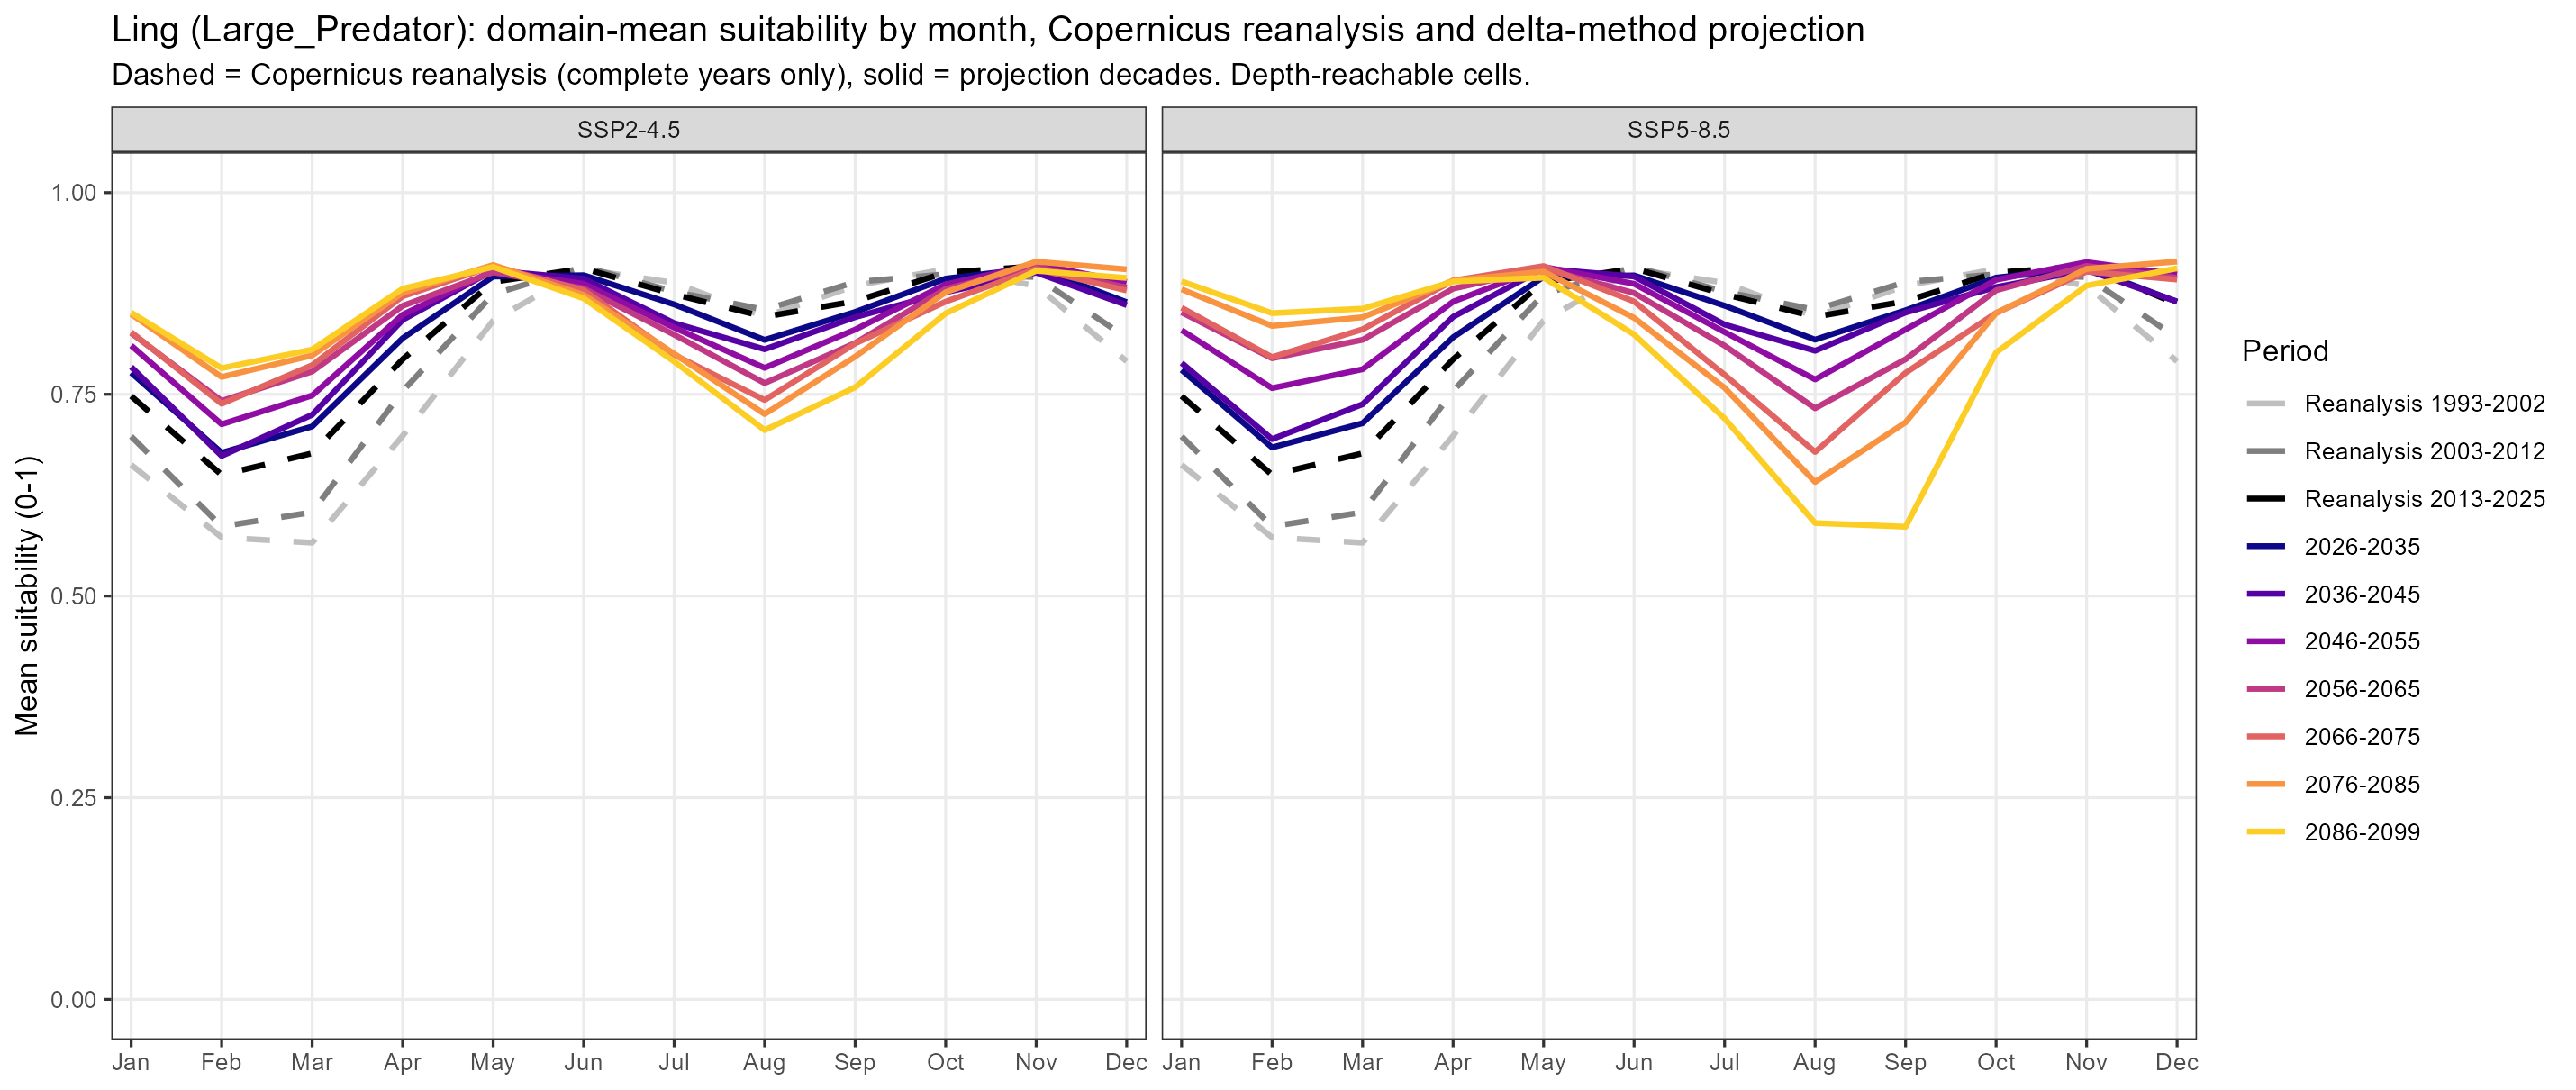 Ling (Large_Predator): domain-mean suitability by month, Copernicus reanalysis and delta-method projection
Dashed = Copernicus reanalysis (complete years only), solid = projection decades. Depth-reachable cells.
SSP2-4.5
SSP5-8.5
Mean suitability (0-1)
1.00
0.75
0.50
0.25
0.00
Jan Feb Mar Apr May Jun Jul Aug Sep Oct Nov Dec
Jan Feb Mar Apr May Jun Jul Aug Sep Oct Nov Dec
Period
Reanalysis 1993-2002
Reanalysis 2003-2012
Reanalysis 2013-2025
2026-2035
2036-2045
2046-2055
2056-2065
2066-2075
2076-2085
2086-2099